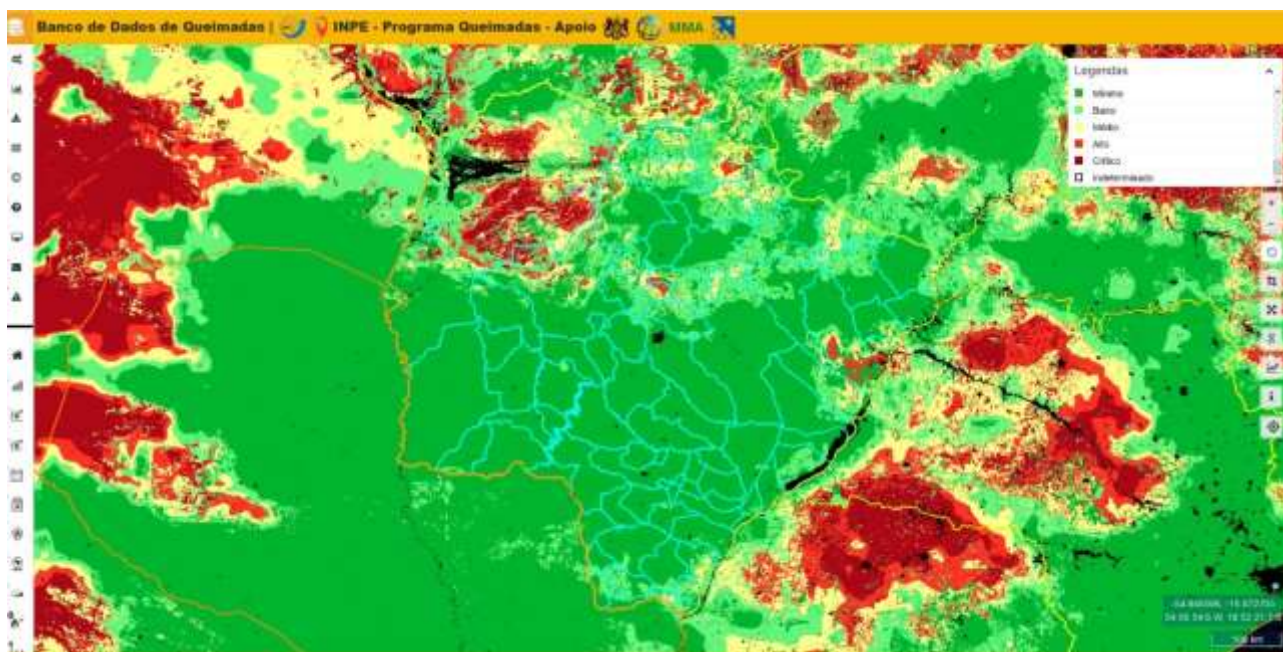 Banco de Dados de Queimadas | INPE - Programa Queimadas - Apoio MMA
Legendas
Mínimo
Baixo
Médio
Alto
Crítico
Indeterminado